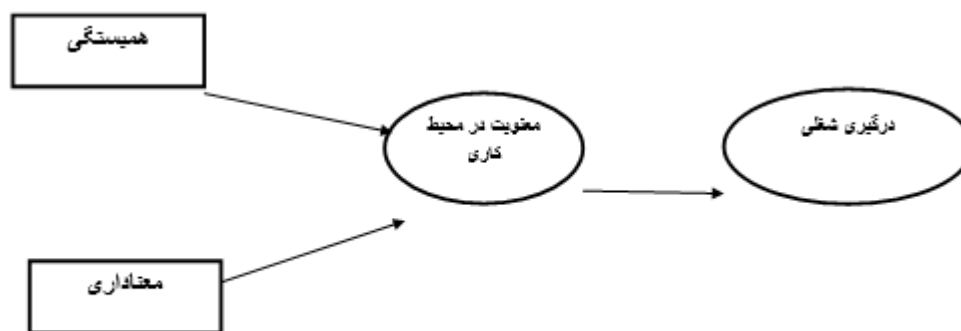 همبستگی
معنویت در محیط
کاری
درگیری شغلی
معناداری